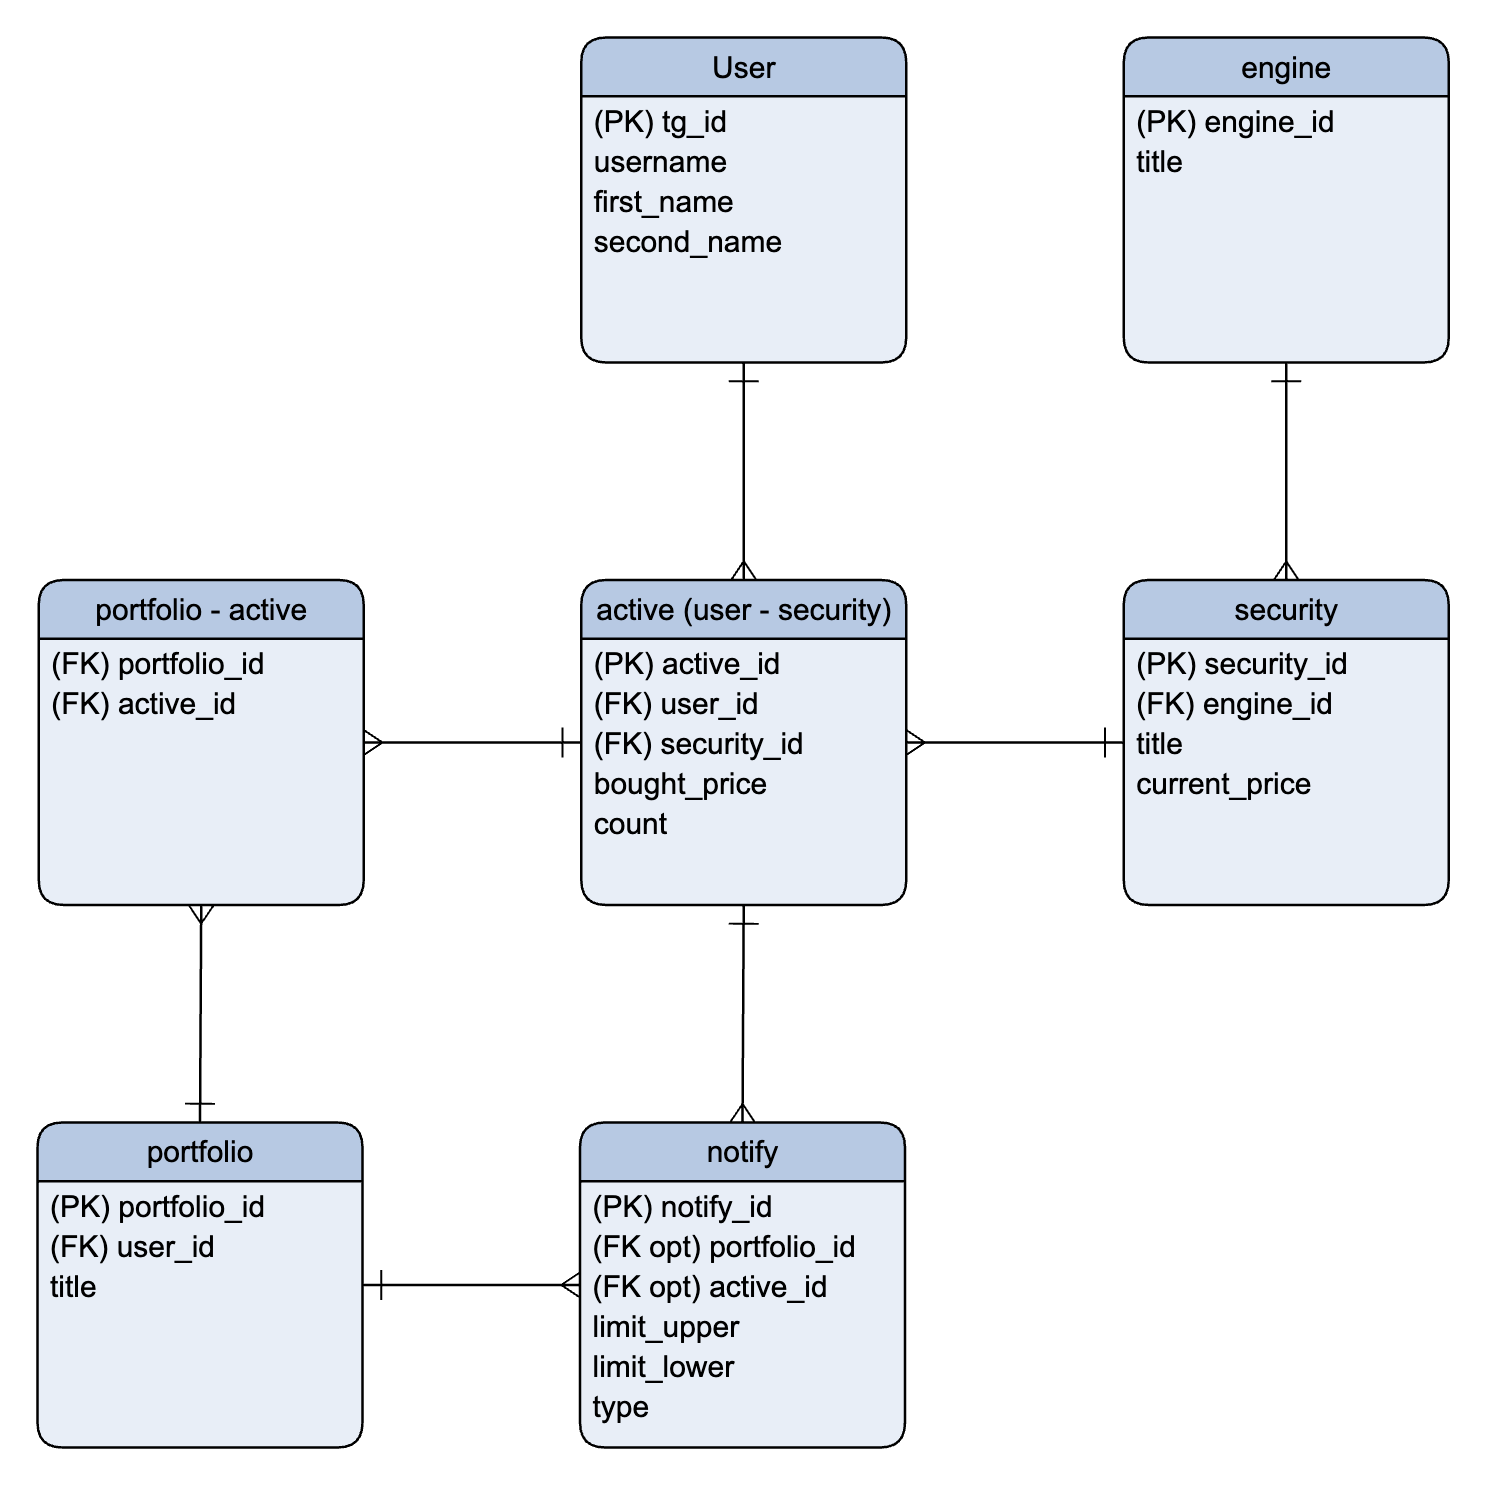 User
(PK) tg_id
username
first_name
second_name
engine
(PK) engine_id
title
portfolio - active
(FK) portfolio_id
(FK) active_id
active (user - security)
(PK) active_id
(FK) user_id
(FK) security_id
bought_price
count
security
(PK) security_id
(FK) engine_id
title
current_price
portfolio
(PK) portfolio_id
(FK) user_id
title
notify
(PK) notify_id
(FK opt) portfolio_id
(FK opt) active_id
limit_upper
limit_lower
type